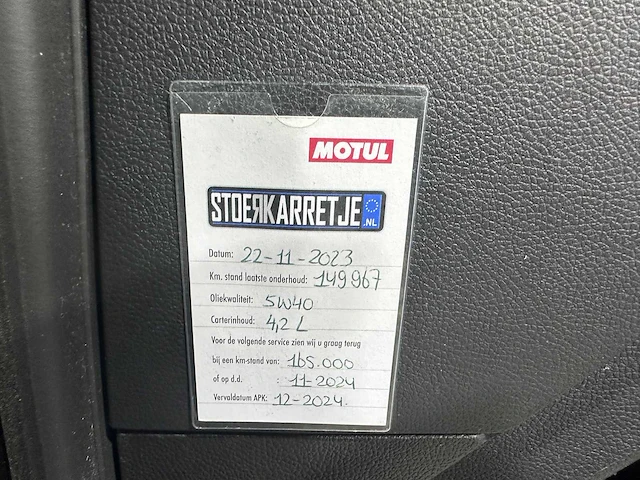 MOTUL
STOERKARRETJE.NL
Datum: 22-11-2023
Km. stand laatste onderhoud: 149967
Oliekwaliteit: 5W40
Carterinhoud: 4,2 L
Voor de volgende service zien wij u graag terug
bij een km-stand van: 165.000
of op d.d. : 11-2024
Vervaldatum APK: 12-2024.